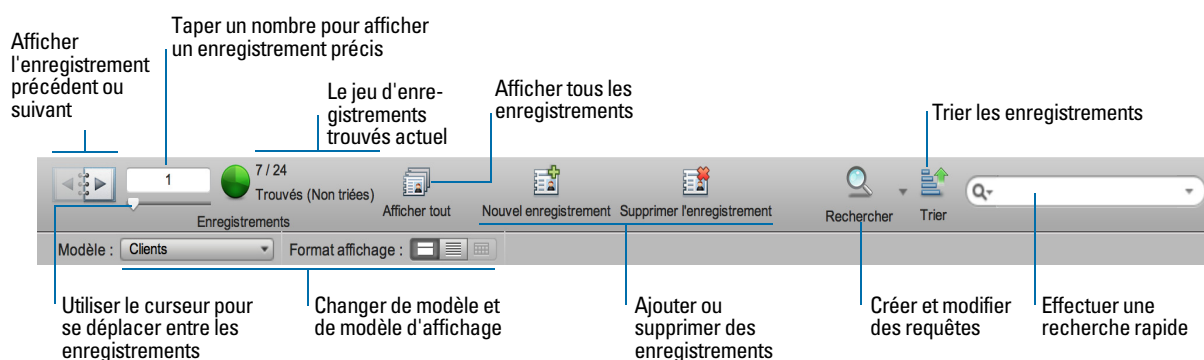 Taper un nombre pour afficher
un enregistrement précis
Afficher
l'enregistrement
précédent ou
suivant
Le jeu d'enre-
gistrements
trouvés actuel
Afficher tous les
enregistrements
Trier les enregistrements
1
7 / 24
Trouvés (Non triées)
Enregistrements
Afficher tout
Nouvel enregistrement
Supprimer l'enregistrement
Rechercher
Trier
Modèle :
Clients
Format affichage :
Utiliser le curseur pour
se déplacer entre les
enregistrements
Changer de modèle et
de modèle d'affichage
Ajouter ou
supprimer des
enregistrements
Créer et modifier
des requêtes
Effectuer une
recherche rapide